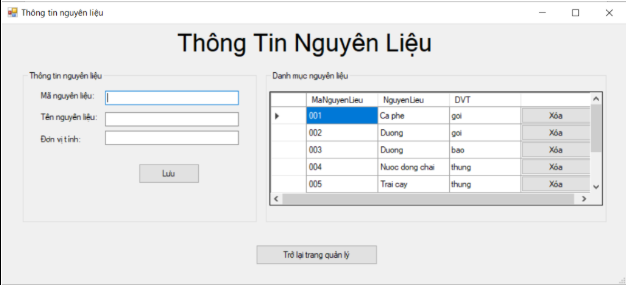 Thông tin nguyên liệu
Thông Tin Nguyên Liệu
Thông tin nguyên liệu
Mã nguyên liệu:
Tên nguyên liệu:
Đơn vị tính:
Lưu
Danh mục nguyên liệu
MaNguyenLieu NguyenLieu DVT
001 Ca phe goi Xóa
002 Duong goi Xóa
003 Duong bao Xóa
004 Nuoc dong chai thung Xóa
005 Trai cay thung Xóa
Trở lại trang quản lý